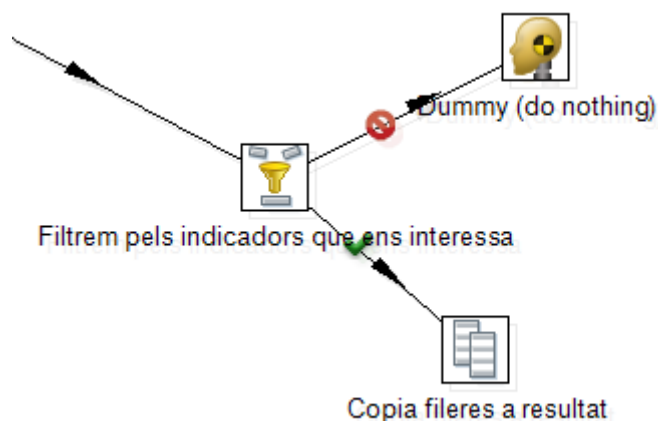 Dummy (do nothing)
Filtrem pels indicadors que ens interessa
Copia fileres a resultat